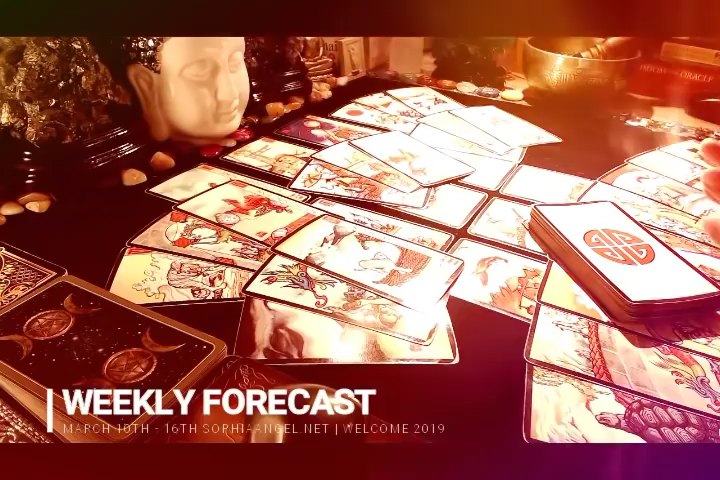 WEEKLY FORECAST
MARCH 10TH - 16TH SOPHIAANGEL.NET | WELCOME 2019